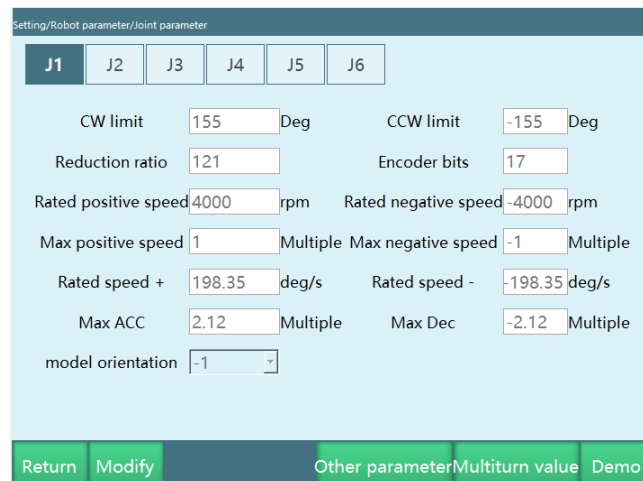 Setting/Robot parameter/Joint parameter
J1 J2 J3 J4 J5 J6
CW limit 155 Deg CCW limit -155 Deg
Reduction ratio 121 Encoder bits 17
Rated positive speed 4000 rpm Rated negative speed -4000 rpm
Max positive speed 1 Multiple Max negative speed -1 Multiple
Rated speed + 198.35 deg/s Rated speed - -198.35 deg/s
Max ACC 2.12 Multiple Max Dec -2.12 Multiple
model orientation -1
Return Modify Other parameter Multiturn value Demo